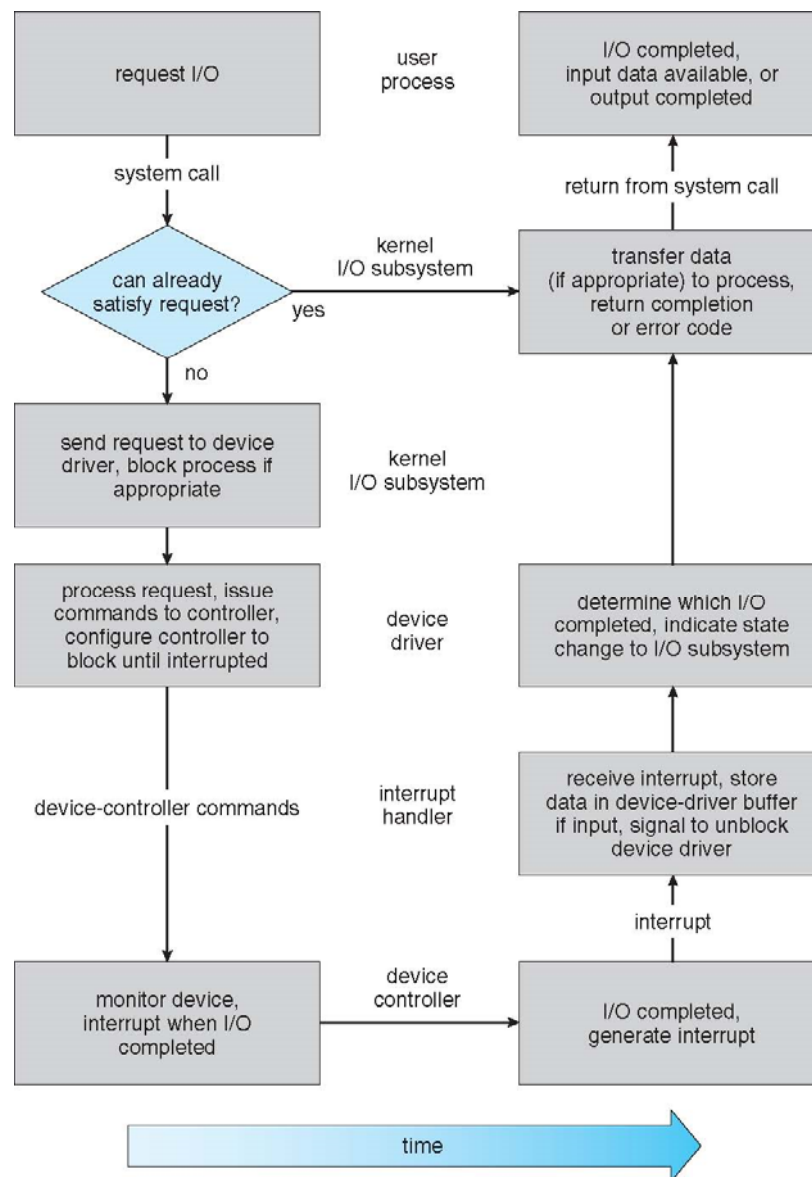 request I/O
user
process
I/O completed,
input data available, or
output completed
system call
return from system call
can already
satisfy request?
kernel
I/O subsystem
yes
transfer data
(if appropriate) to process,
return completion
or error code
no
send request to device
driver, block process if
appropriate
kernel
I/O subsystem
process request, issue
commands to controller,
configure controller to
block until interrupted
device
driver
determine which I/O
completed, indicate state
change to I/O subsystem
device-controller commands
interrupt
handler
receive interrupt, store
data in device-driver buffer
if input, signal to unblock
device driver
interrupt
monitor device,
interrupt when I/O
completed
device
controller
I/O completed,
generate interrupt
time